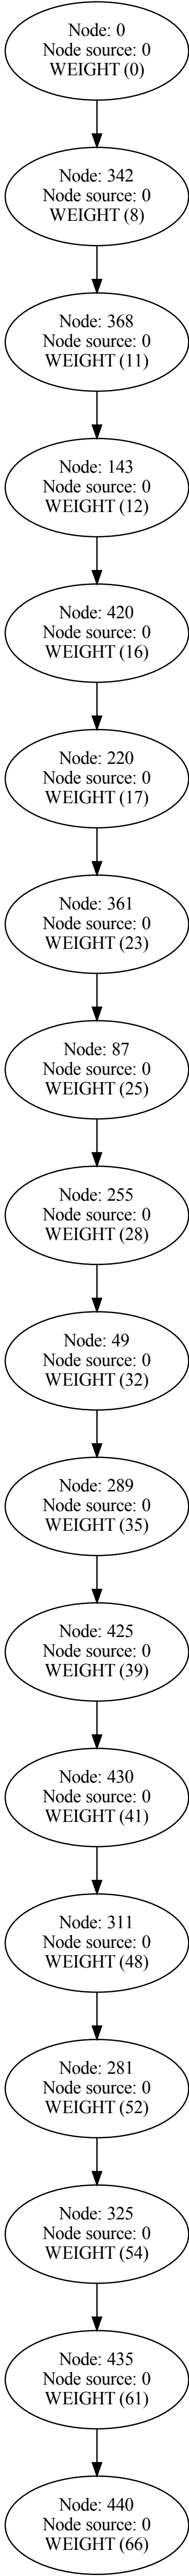 Node: 0
Node source: 0
WEIGHT (0)
Node: 342
Node source: 0
WEIGHT (8)
Node: 368
Node source: 0
WEIGHT (11)
Node: 143
Node source: 0
WEIGHT (12)
Node: 420
Node source: 0
WEIGHT (16)
Node: 220
Node source: 0
WEIGHT (17)
Node: 361
Node source: 0
WEIGHT (23)
Node: 87
Node source: 0
WEIGHT (25)
Node: 255
Node source: 0
WEIGHT (28)
Node: 49
Node source: 0
WEIGHT (32)
Node: 289
Node source: 0
WEIGHT (35)
Node: 425
Node source: 0
WEIGHT (39)
Node: 430
Node source: 0
WEIGHT (41)
Node: 311
Node source: 0
WEIGHT (48)
Node: 281
Node source: 0
WEIGHT (52)
Node: 325
Node source: 0
WEIGHT (54)
Node: 435
Node source: 0
WEIGHT (61)
Node: 440
Node source: 0
WEIGHT (66)